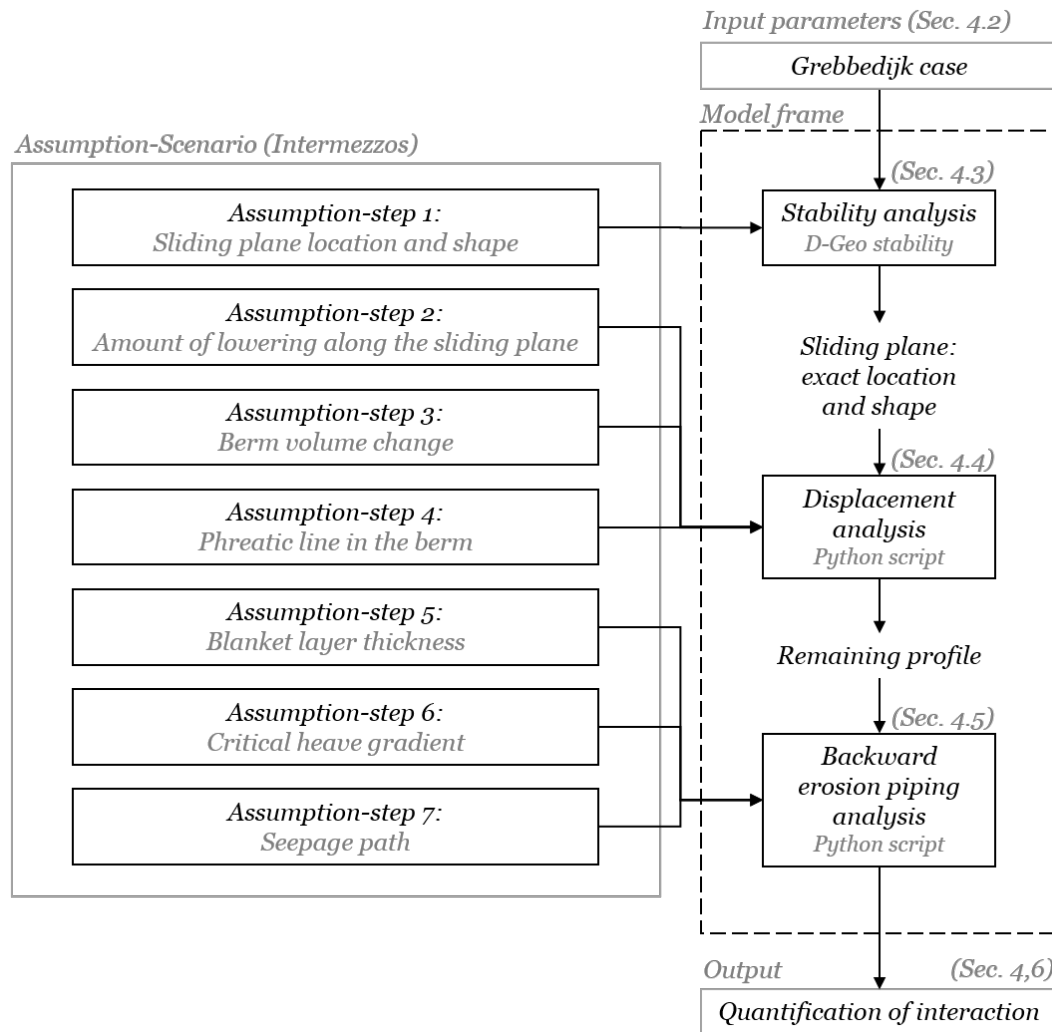 Input parameters (Sec. 4.2)
Grebbedijk case
Model frame
Assumption-Scenario (Intermezzos)
Assumption-step 1:
Sliding plane location and shape
Assumption-step 2:
Amount of lowering along the sliding plane
Assumption-step 3:
Berm volume change
Assumption-step 4:
Phreatic line in the berm
Assumption-step 5:
Blanket layer thickness
Assumption-step 6:
Critical heave gradient
Assumption-step 7:
Seepage path
(Sec. 4.3)
Stability analysis
D-Geo stability
Sliding plane:
exact location
and shape
(Sec. 4.4)
Displacement
analysis
Python script
Remaining profile
(Sec. 4.5)
Backward
erosion piping
analysis
Python script
Output
(Sec. 4,6)
Quantification of interaction